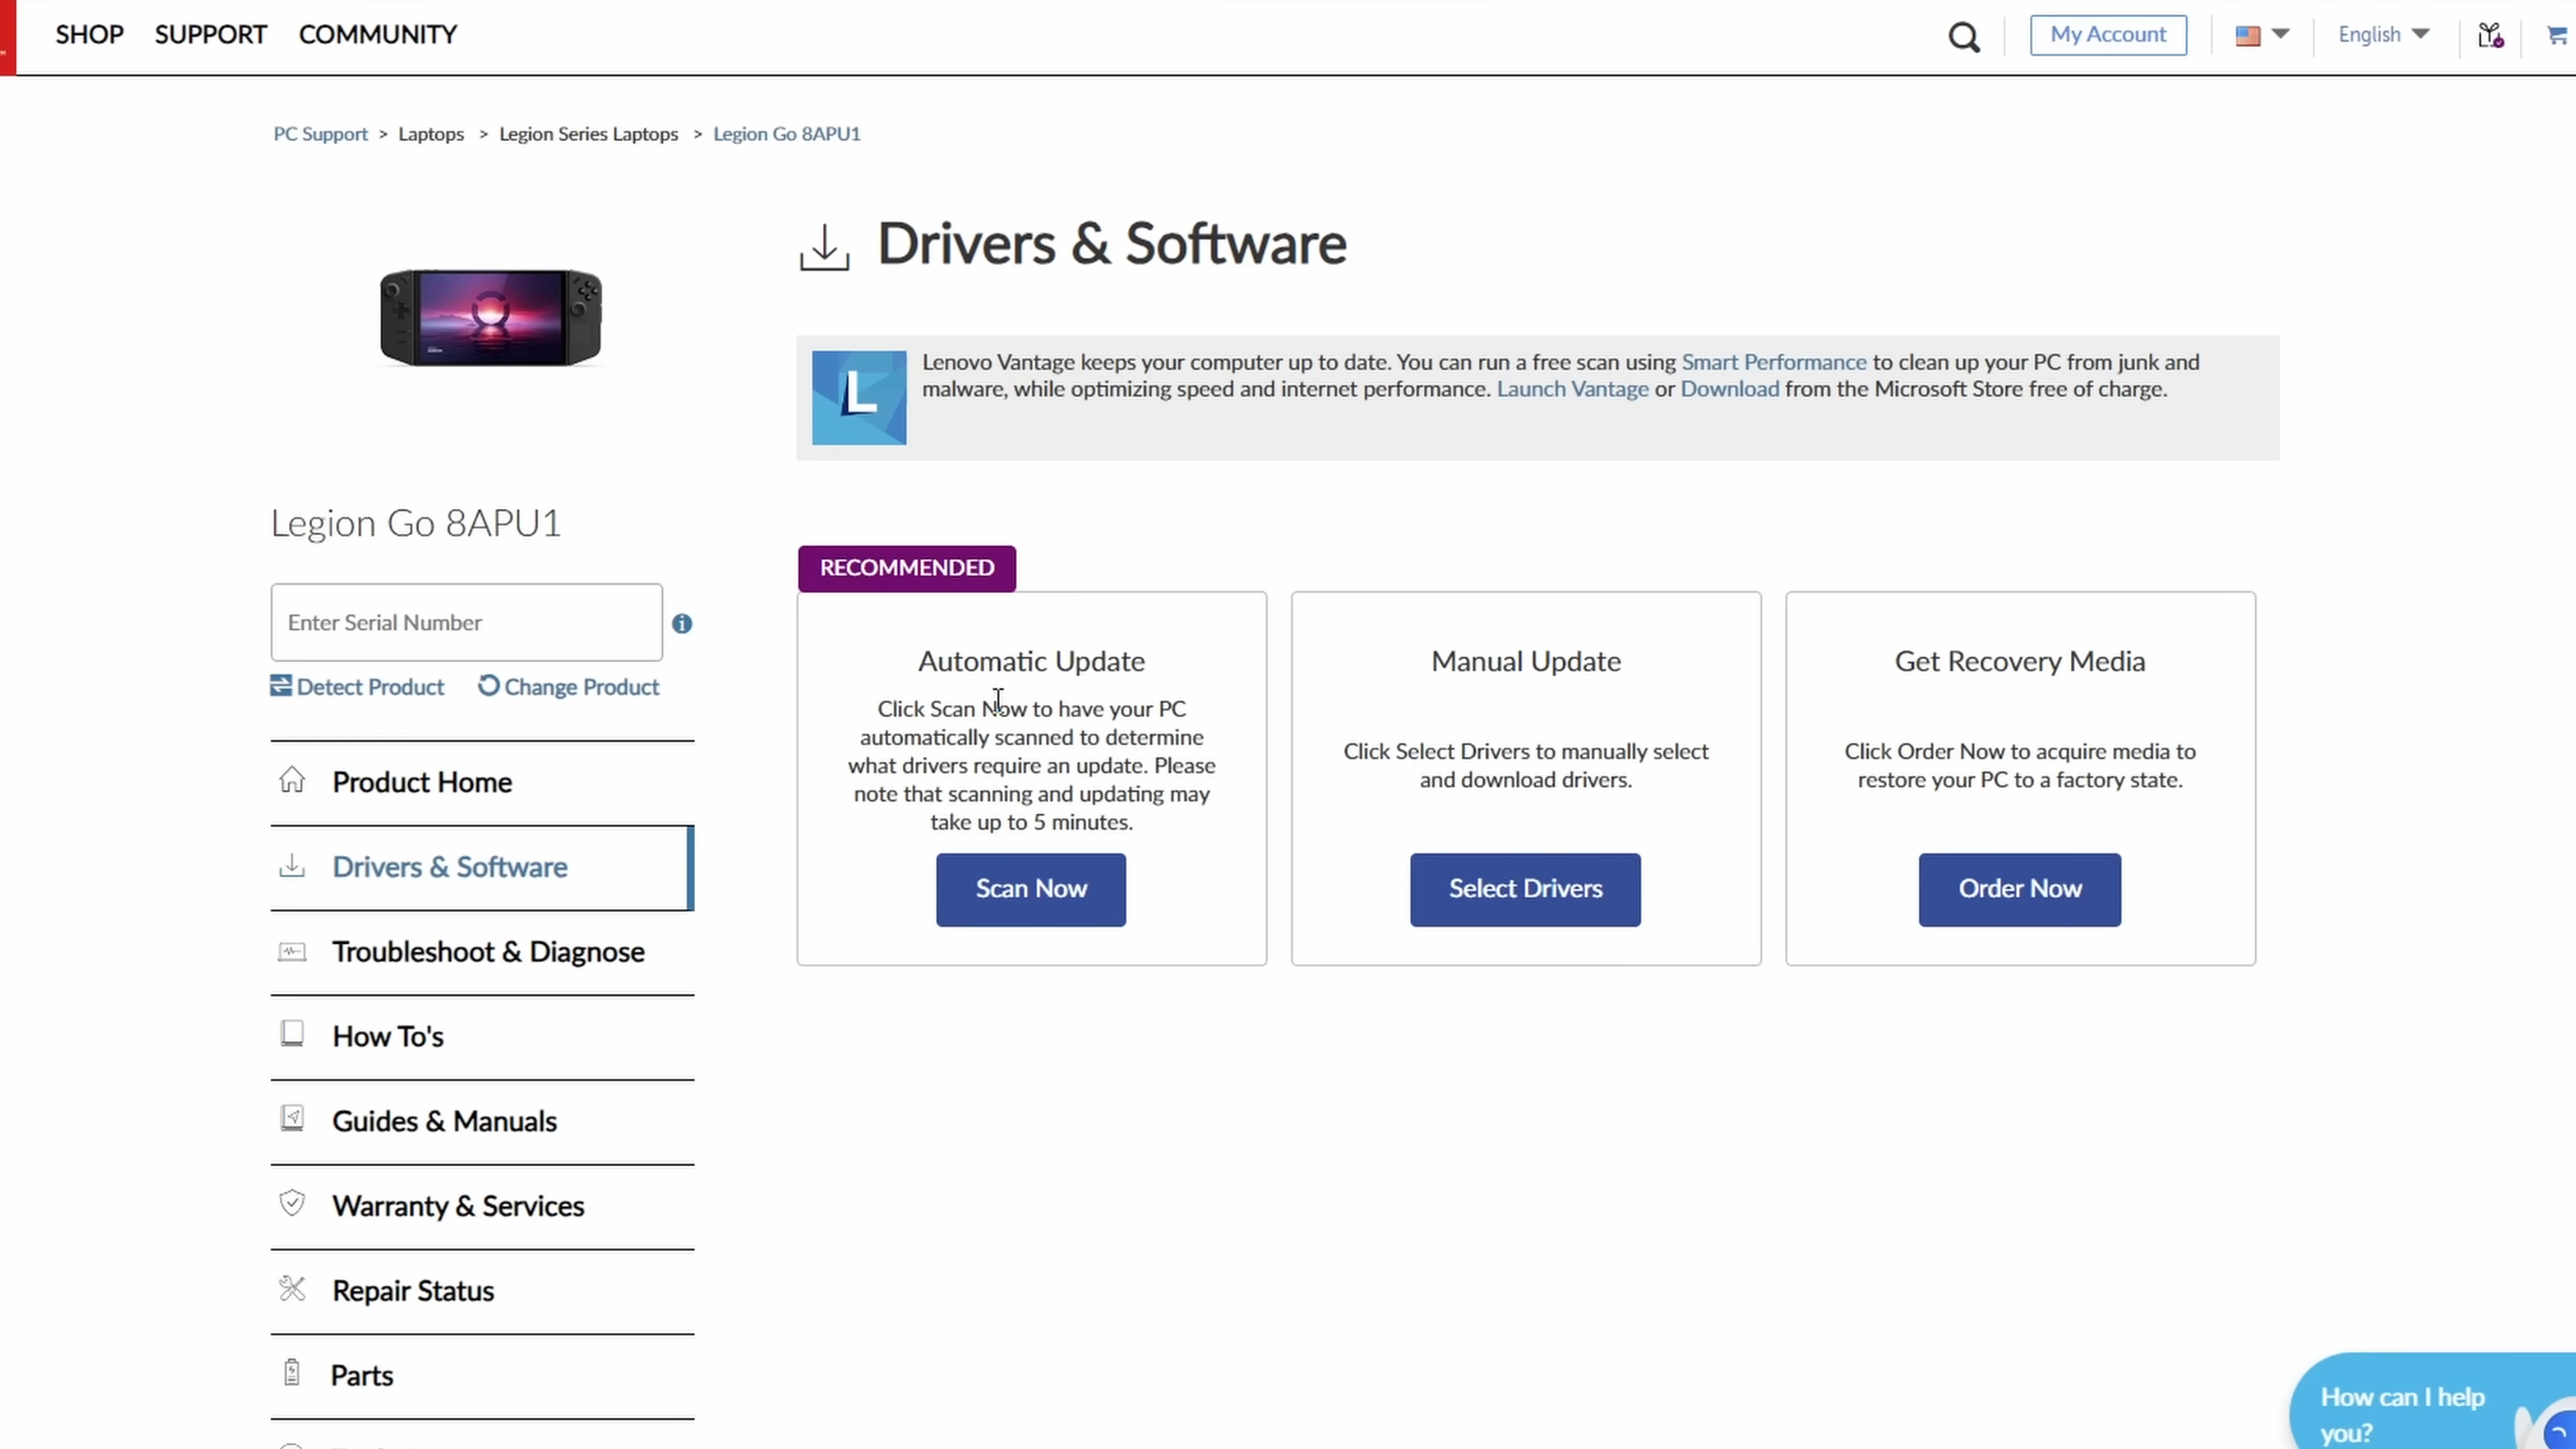 SHOP SUPPORT COMMUNITY My Account English
PC Support > Laptops > Legion Series Laptops > Legion Go 8APU1
Drivers & Software
L
Lenovo Vantage keeps your computer up to date. You can run a free scan using Smart Performance to clean up your PC from junk and
malware, while optimizing speed and internet performance. Launch Vantage or Download from the Microsoft Store free of charge.
Legion Go 8APU1
Enter Serial Number
Detect Product Change Product
Product Home
Drivers & Software
Troubleshoot & Diagnose
How To's
Guides & Manuals
Warranty & Services
Repair Status
Parts
RECOMMENDED
Automatic Update
Click Scan Now to have your PC
automatically scanned to determine
what drivers require an update. Please
note that scanning and updating may
take up to 5 minutes.
Scan Now
Manual Update
Click Select Drivers to manually select
and download drivers.
Select Drivers
Get Recovery Media
Click Order Now to acquire media to
restore your PC to a factory state.
Order Now
How can I help
you?